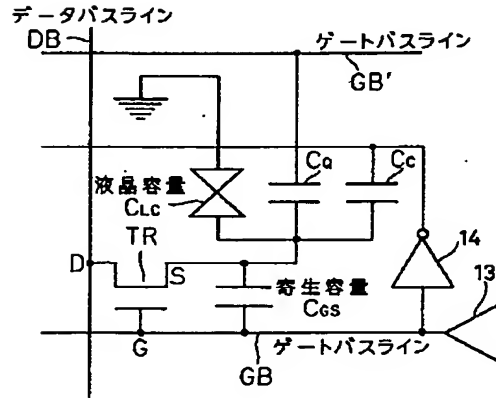 データバスライン
DB
ゲートバスライン
GB'
液晶容量
CLC
CQ
CC
TR
14
13
D
S
寄生容量
CGS
G
GB
ゲートバスライン